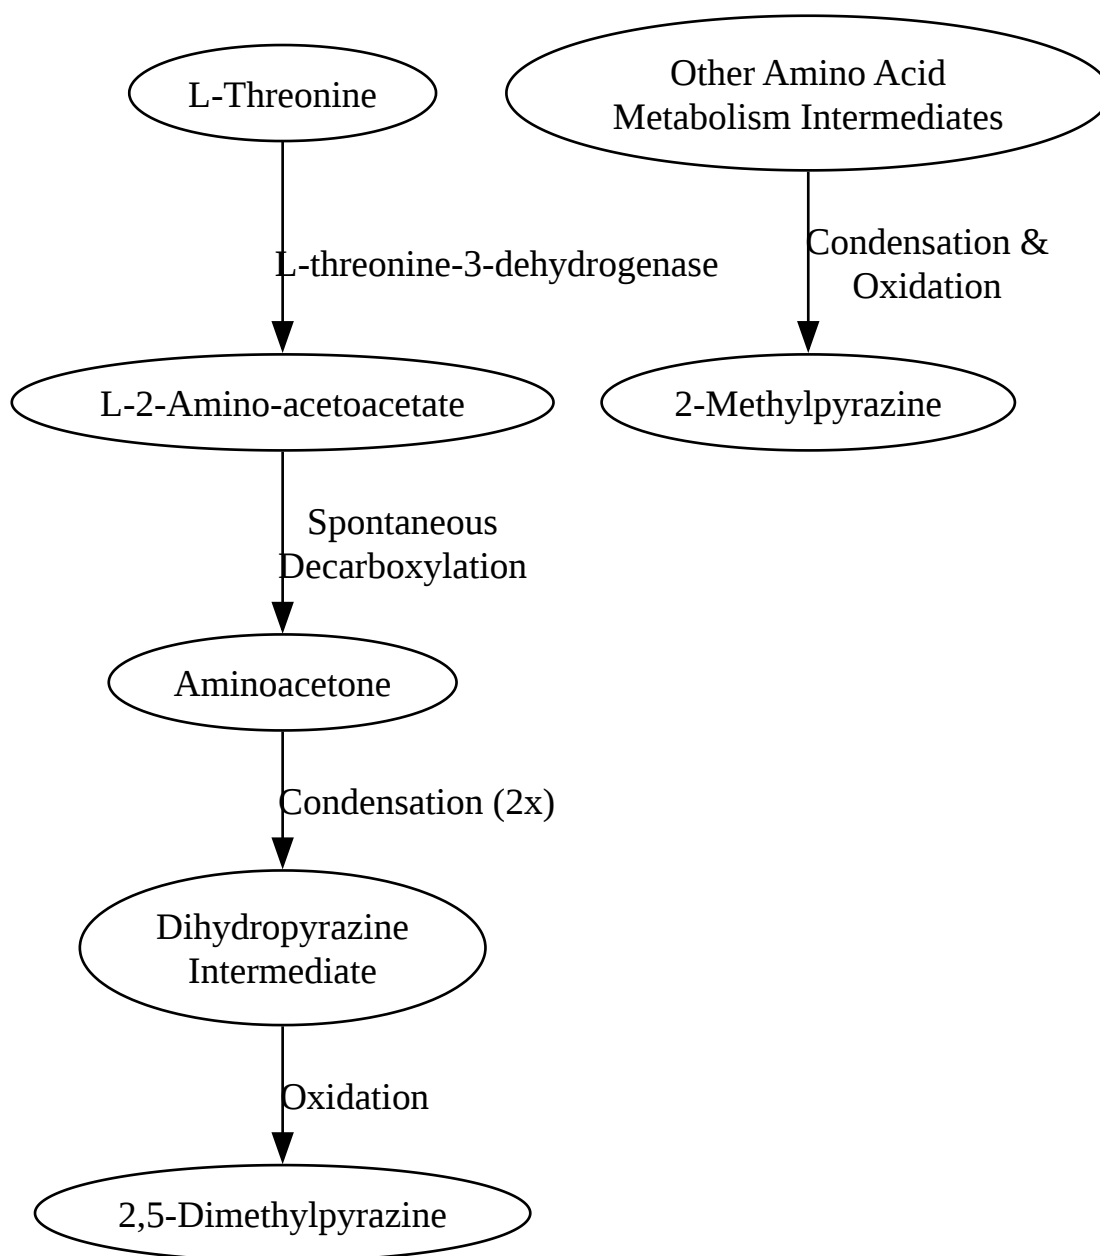 L-Threonine
Other Amino Acid
Metabolism Intermediates
L-threonine-3-dehydrogenase
Condensation &
Oxidation
L-2-Amino-acetoacetate
2-Methylpyrazine
Spontaneous
Decarboxylation
Aminoacetone
Condensation (2x)
Dihydropyrazine
Intermediate
Oxidation
2,5-Dimethylpyrazine